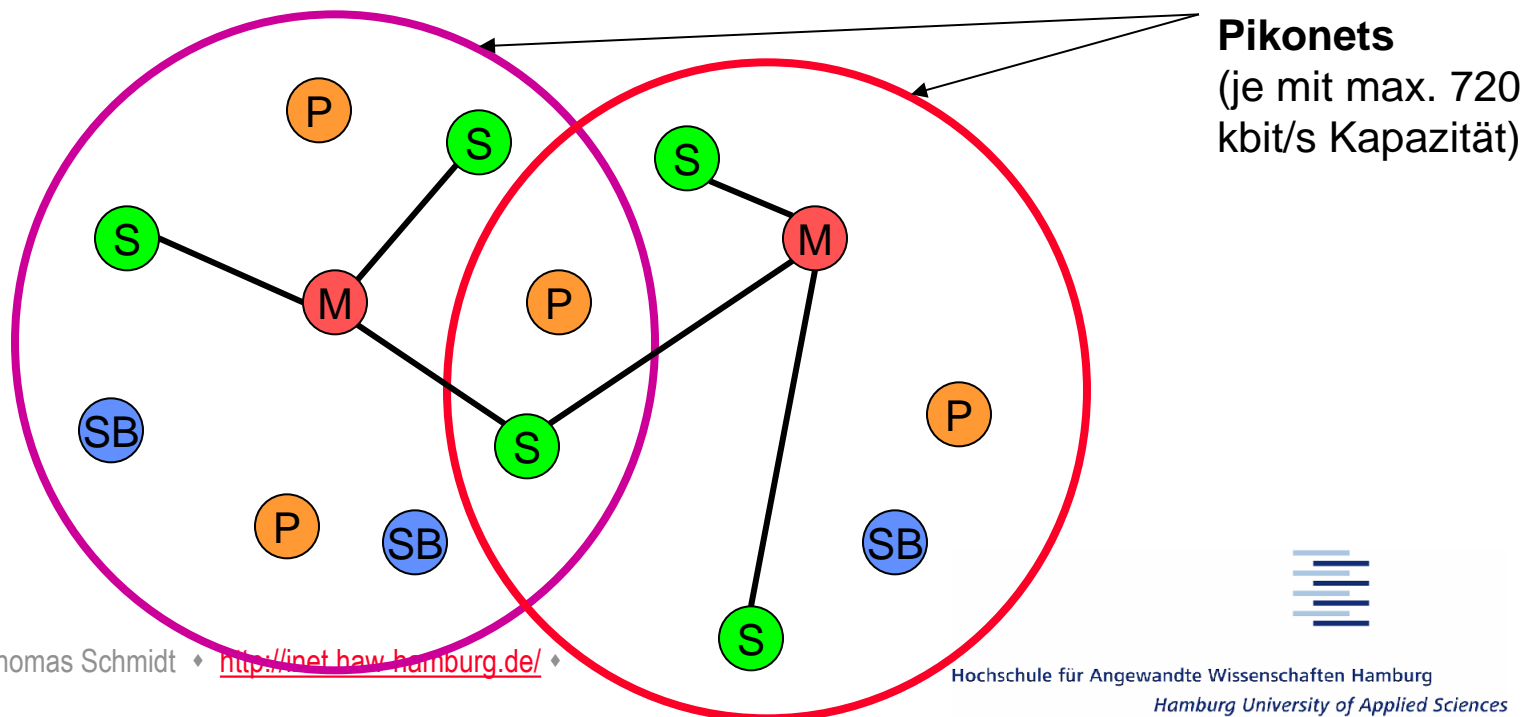 Pikonets
(je mit max. 720
kbit/s Kapazität)
P
S
S
S
M
M
P
P
SB
S
P
SB
SB
S
homas Schmidt • http://inet.haw-hamburg.de/ •
Hochschule für Angewandte Wissenschaften Hamburg
Hamburg University of Applied Sciences